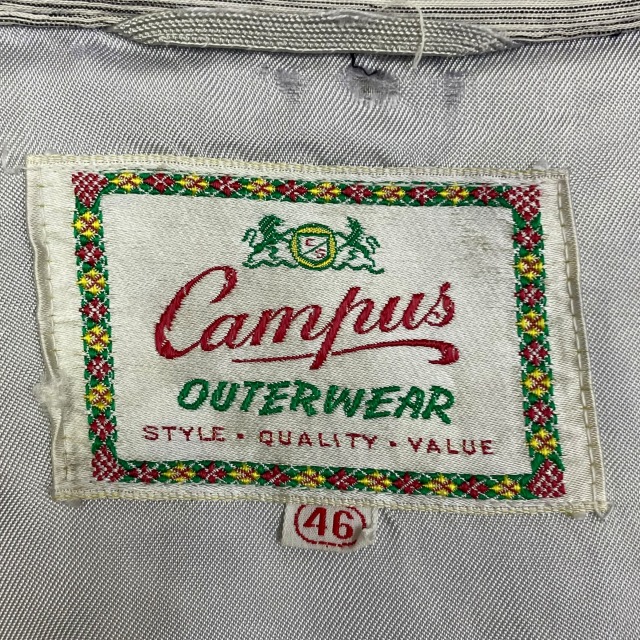 C/S
Campus
OUTERWEAR
STYLE · QUALITY · VALUE
46